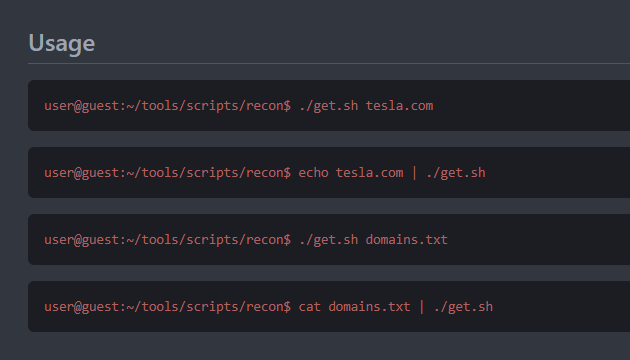 Usage
user@guest:~/tools/scripts/recon$ ./get.sh tesla.com
user@guest:~/tools/scripts/recon$ echo tesla.com | ./get.sh
user@guest:~/tools/scripts/recon$ ./get.sh domains.txt
user@guest:~/tools/scripts/recon$ cat domains.txt | ./get.sh